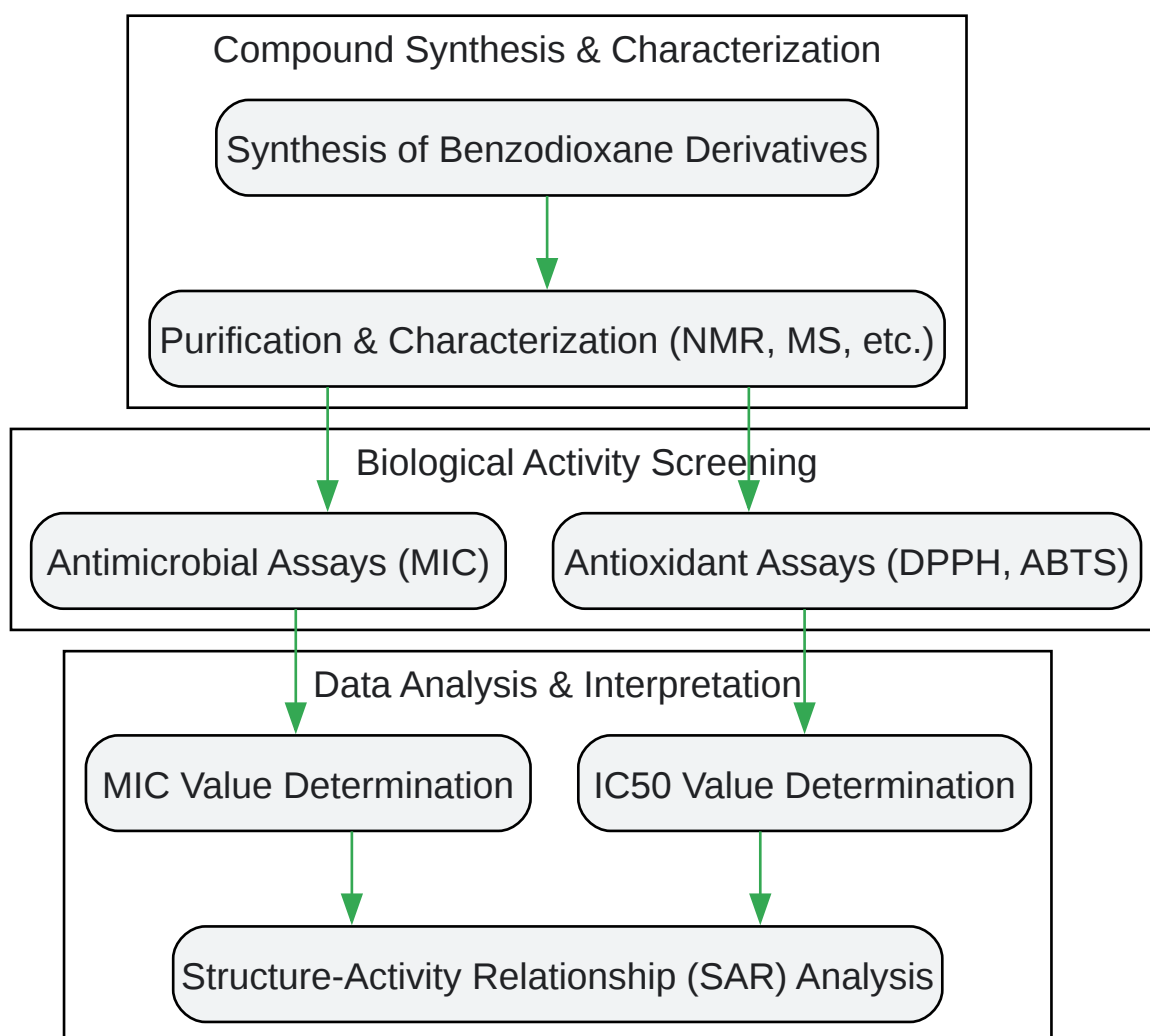 Compound Synthesis & Characterization
Synthesis of Benzodioxane Derivatives
Purification & Characterization (NMR, MS, etc.)
Biological Activity Screening
Antimicrobial Assays (MIC)
Antioxidant Assays (DPPH, ABTS)
Data Analysis & Interpretation
MIC Value Determination
IC50 Value Determination
Structure-Activity Relationship (SAR) Analysis